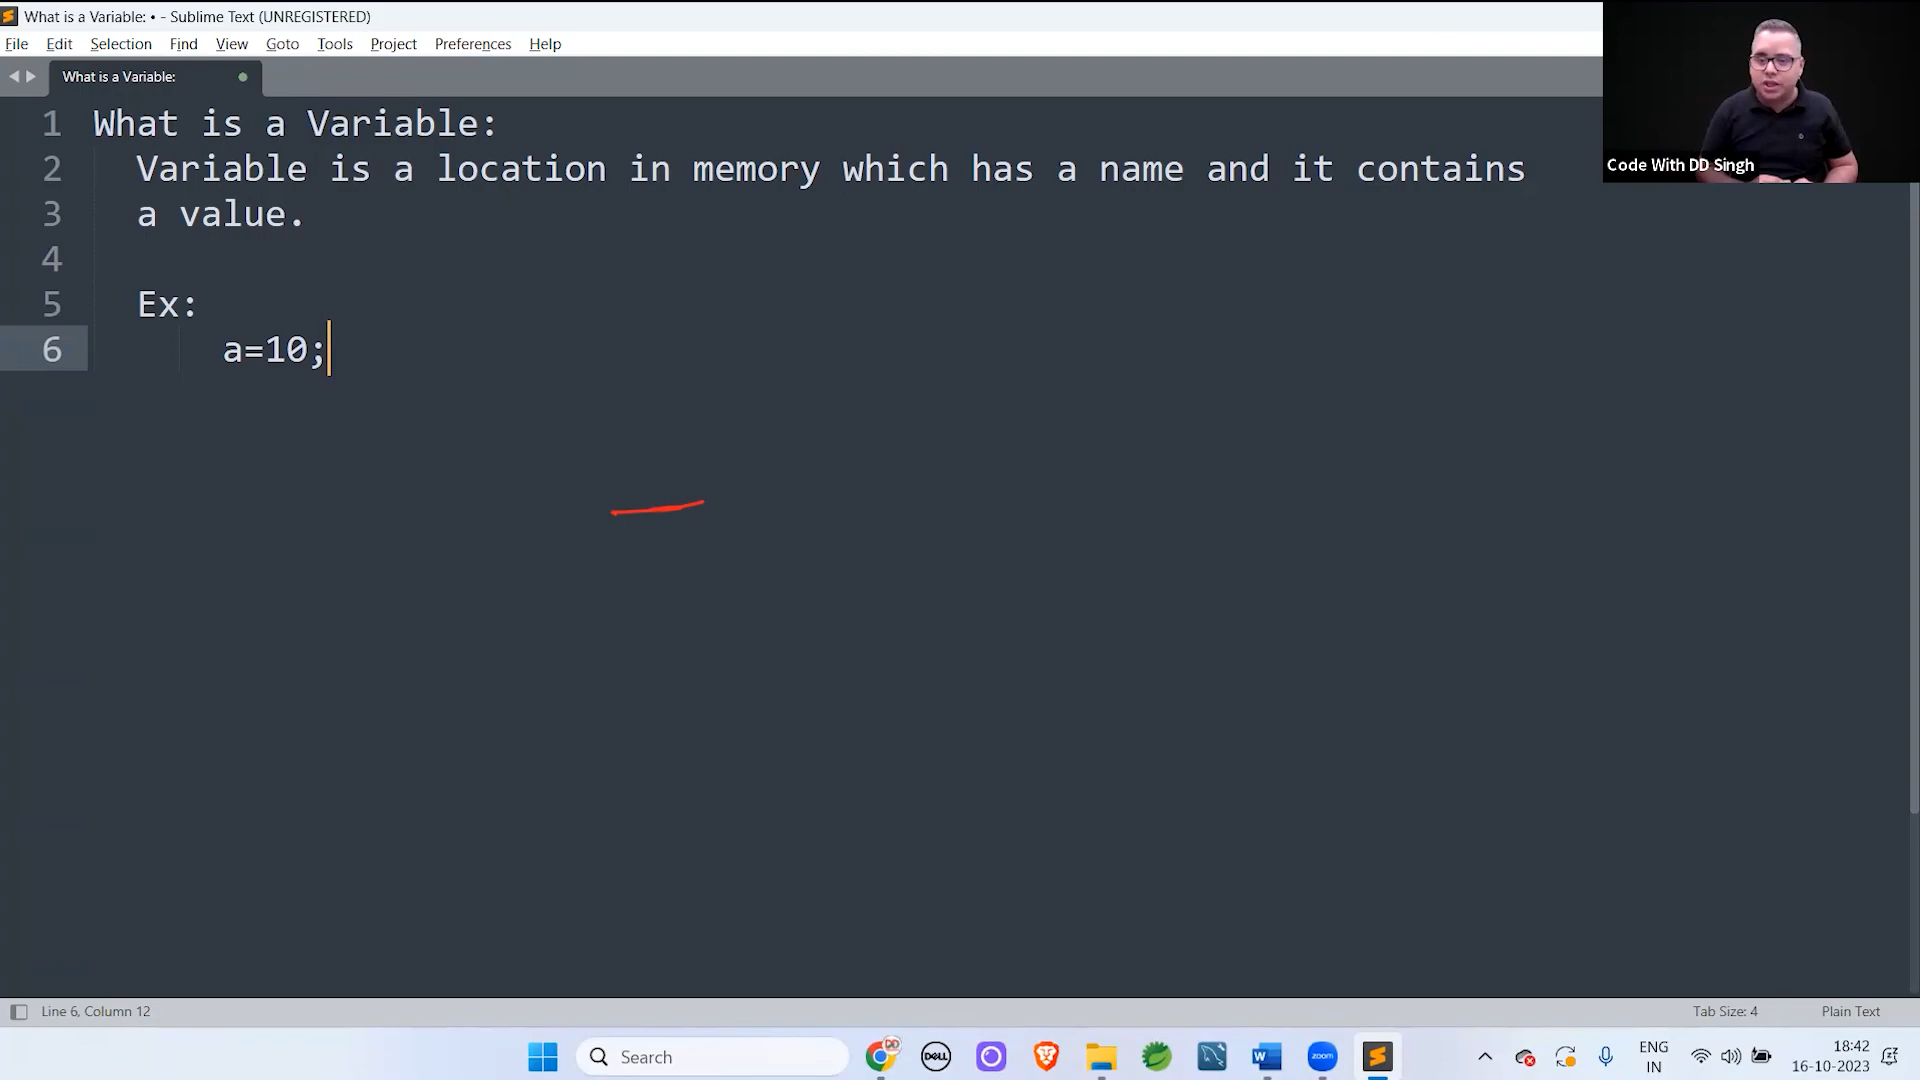 What is a Variable: • - Sublime Text (UNREGISTERED)
File Edit Selection Find View Goto Tools Project Preferences Help
What is a Variable:
1 What is a Variable:
2 Variable is a location in memory which has a name and it contains
3 a value.
4
5 Ex:
6 a=10;
Code With DD Singh
Line 6, Column 12
Tab Size: 4
Plain Text
Search
DD
DELL
W
zoom
ENG
IN
18:42
16-10-2023